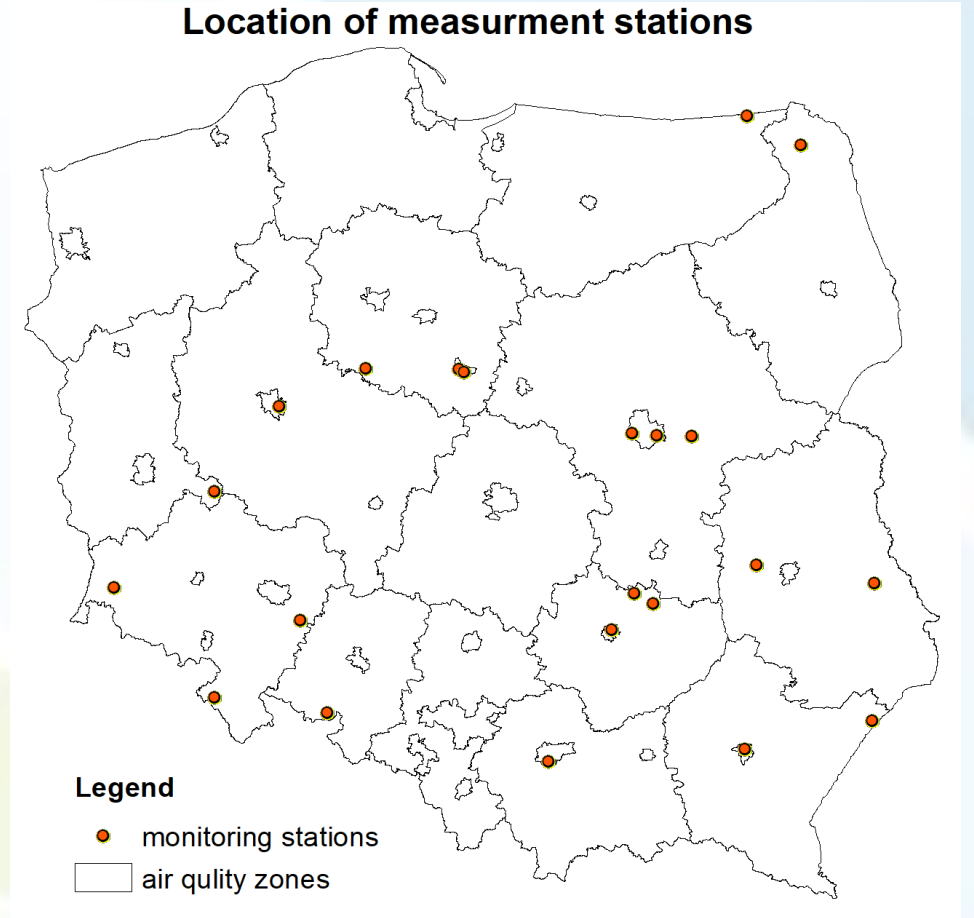 Location of measurment stations
Legend
monitoring stations
air qulity zones